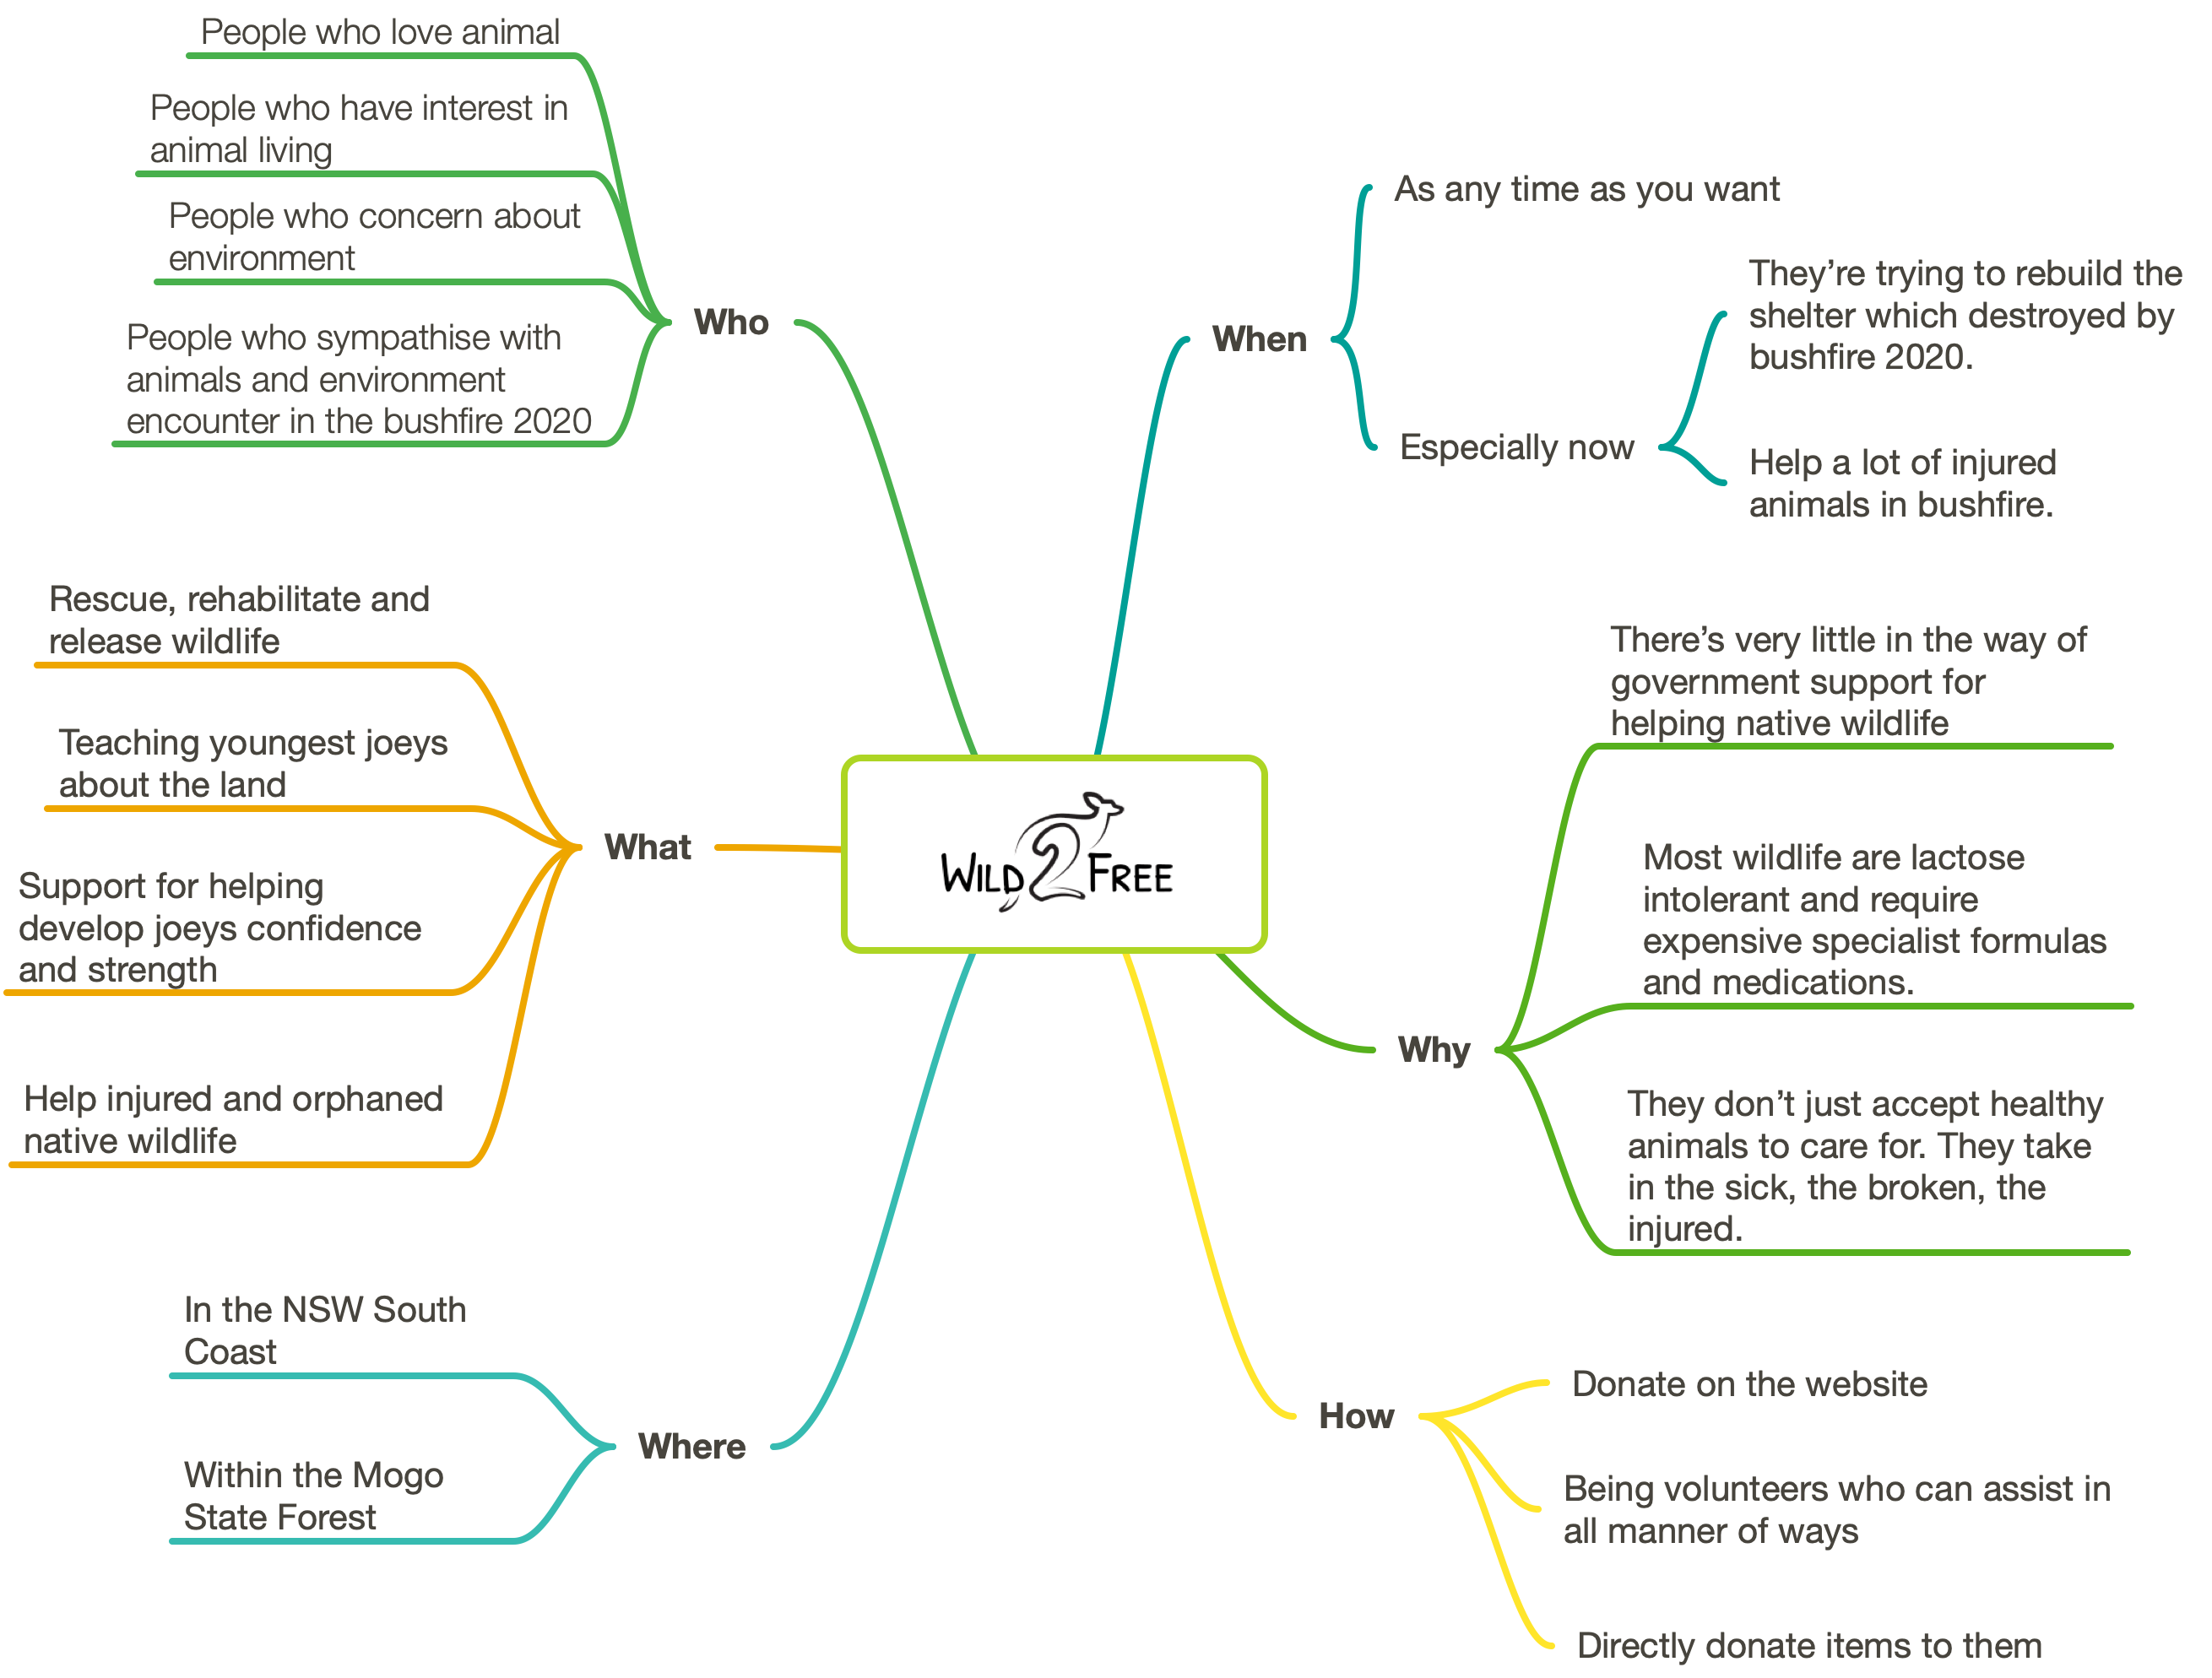 People who love animal
People who have interest in
animal living
People who concern about
environment
People who sympathise with
animals and environment
encounter in the bushfire 2020
Who
Rescue, rehabilitate and
release wildlife
Teaching youngest joeys
about the land
Support for helping
develop joeys confidence
and strength
Help injured and orphaned
native wildlife
What
In the NSW South
Coast
Within the Mogo
State Forest
Where
WILD 2 FREE
When
As any time as you want
Especially now
They’re trying to rebuild the
shelter which destroyed by
bushfire 2020.
Help a lot of injured
animals in bushfire.
Why
There’s very little in the way of
government support for
helping native wildlife
Most wildlife are lactose
intolerant and require
expensive specialist formulas
and medications.
They don’t just accept healthy
animals to care for. They take
in the sick, the broken, the
injured.
How
Donate on the website
Being volunteers who can assist in
all manner of ways
Directly donate items to them